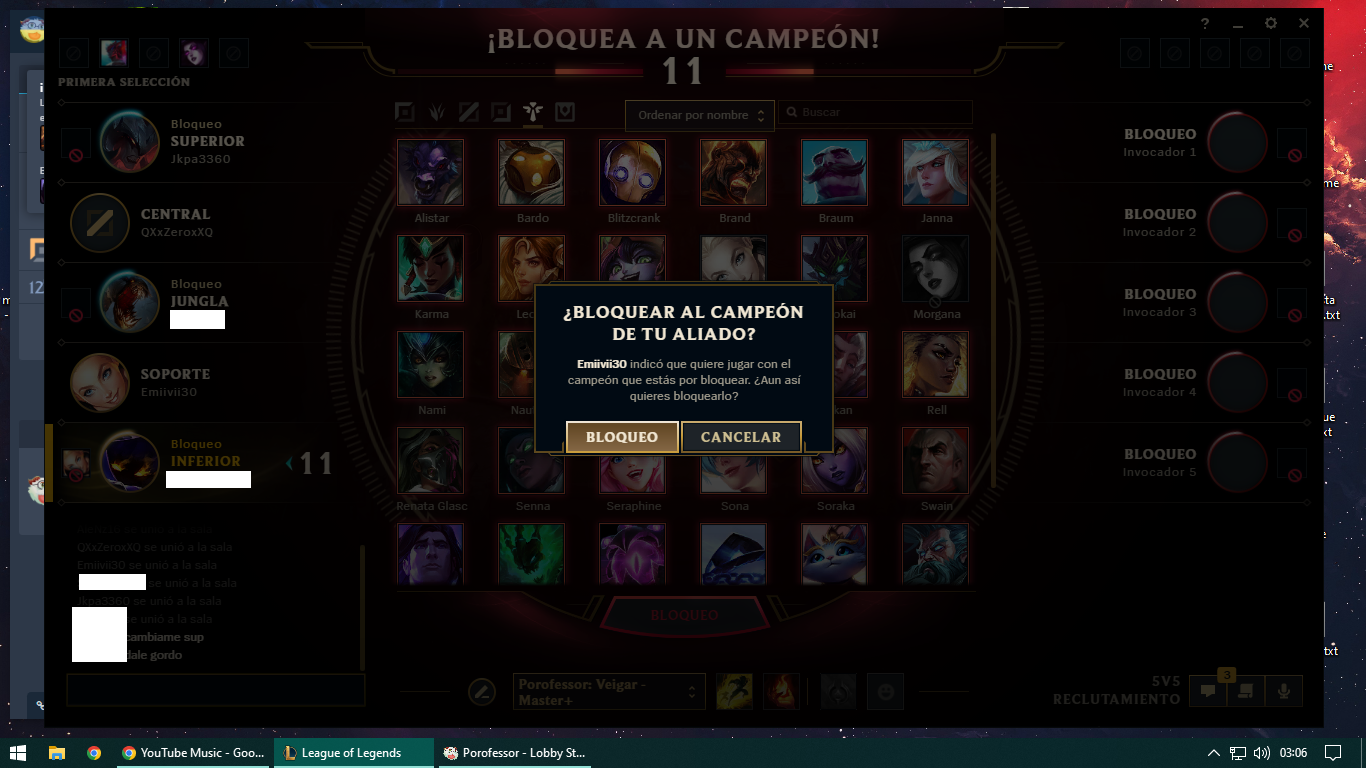 ¡BLOQUEA A UN CAMPEÓN!
11
?
PRIMERA SELECCIÓN
Bloqueo
SUPERIOR
Jkpa3360
CENTRAL
QXxZeroxXQ
Bloqueo
JUNGLA
SOPORTE
Emiivii30
Bloqueo
INFERIOR
11
QXxZeroxXQ se unió a la sala
Emiivii30 se unió a la sala
se unió a la sala
Jkpa3360 se unió a la sala
se unió a la sala
cambiame sup
dale gordo
Ordenar por nombre
Buscar
Alistar
Bardo
Blitzcrank
Brand
Braum
Janna
Karma
Morgana
Nami
Rell
Renata Glasc
Senna
Seraphine
Sona
Soraka
Swain
¿BLOQUEAR AL CAMPEÓN
DE TU ALIADO?
Emiivii30 indicó que quiere jugar con el
campeón que estás por bloquear. ¿Aun así
quieres bloquearlo?
BLOQUEO
CANCELAR
BLOQUEO
Porofessor: Veigar -
Master+
BLOQUEO
Invocador 1
BLOQUEO
Invocador 2
BLOQUEO
Invocador 3
BLOQUEO
Invocador 4
BLOQUEO
Invocador 5
5V5
RECLUTAMIENTO
3
YouTube Music - Goo...
League of Legends
Porofessor - Lobby St...
03:06